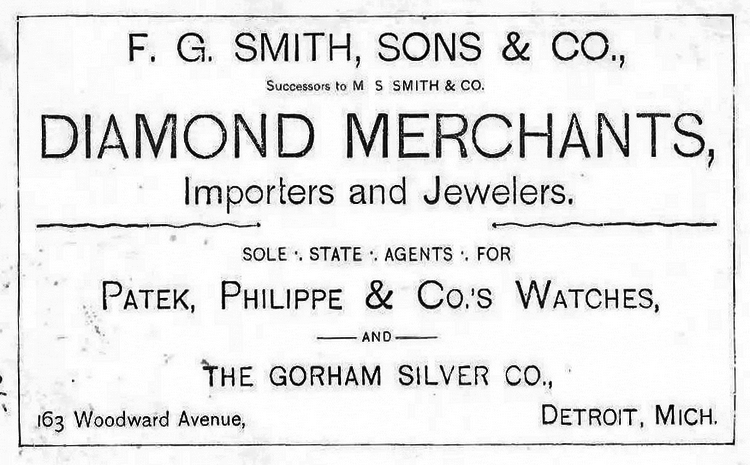 F. G. SMITH, SONS & CO.,
Successors to M S SMITH & CO.
DIAMOND MERCHANTS,
Importers and Jewelers.
SOLE ∴ STATE ∴ AGENTS ∴ FOR
PATEK, PHILIPPE & CO.'S WATCHES,
AND
THE GORHAM SILVER CO.,
163 Woodward Avenue, DETROIT, MICH.